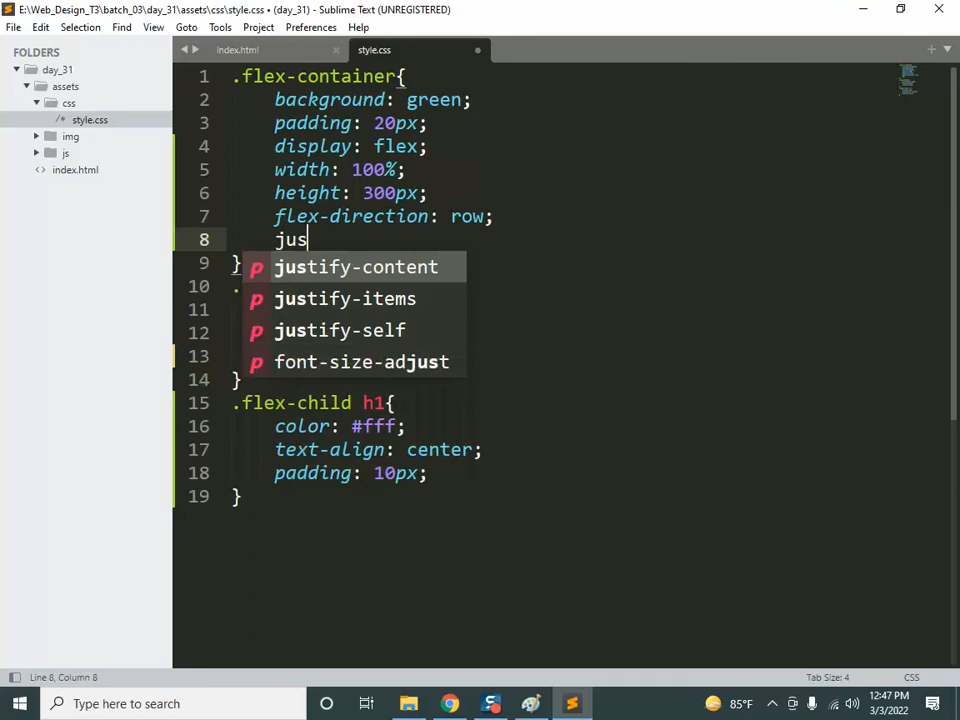 E:\Web_Design_T3\batch_03\day_31\assets\css\style.css • (day_31) - Sublime Text (UNREGISTERED)
File Edit Selection Find View Goto Tools Project Preferences Help
FOLDERS
day_31
assets
css
/* style.css
img
js
<> index.html
index.html × style.css
1 .flex-container{
2 background: green;
3 padding: 20px;
4 display: flex;
5 width: 100%;
6 height: 300px;
7 flex-direction: row;
8 jus
9 }
10 .
11
12
13
14 }
p justify-content
p justify-items
p justify-self
p font-size-adjust
15 .flex-child h1{
16 color: #fff;
17 text-align: center;
18 padding: 10px;
19 }
Line 8, Column 8 Tab Size: 4 CSS
Type here to search
85°F
12:47 PM
3/3/2022